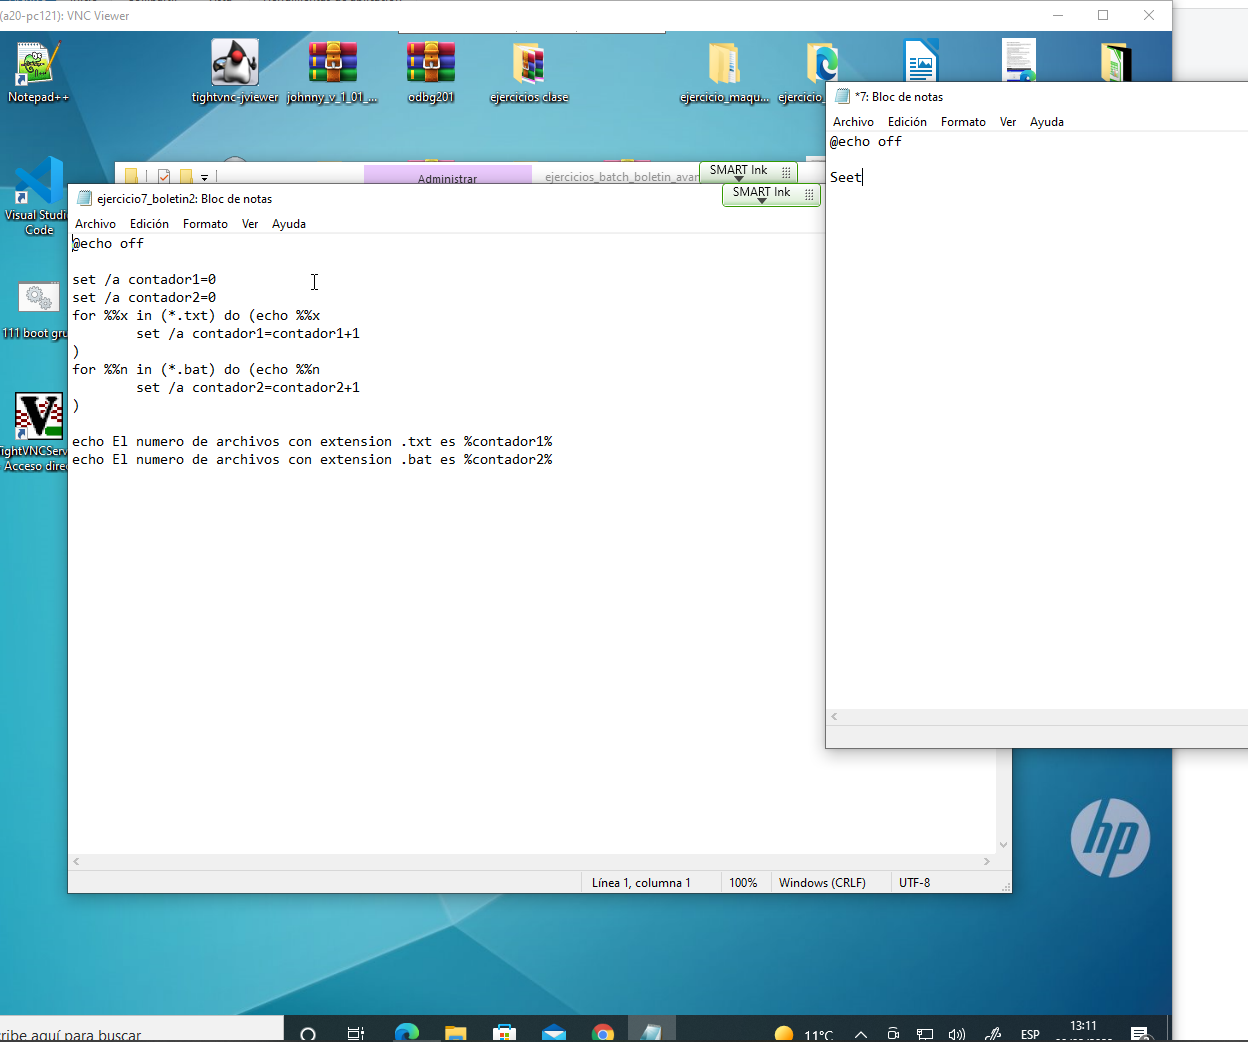 (a20-pc121): VNC Viewer
Notepad++
tightvnc-jviewer
johnny_v_1_01_...
odbg201
ejercicios clase
ejercicio_maqu...
ejercicio_
*7: Bloc de notas
Archivo Edición Formato Ver Ayuda
@echo off
Seet
Administrar
ejercicios_batch_boletin_avan
SMART Ink
SMART Ink
Visual Studi
Code
111 boot gru
ightVNCServ
Acceso direc
ejercicio7_boletin2: Bloc de notas
Archivo Edición Formato Ver Ayuda
@echo off
set /a contador1=0
set /a contador2=0
for %%x in (*.txt) do (echo %%x
set /a contador1=contador1+1
)
for %%n in (*.bat) do (echo %%n
set /a contador2=contador2+1
)
echo El numero de archivos con extension .txt es %contador1%
echo El numero de archivos con extension .bat es %contador2%
Línea 1, columna 1 100% Windows (CRLF) UTF-8
hp
ribe aquí para buscar
11°C
ESP
13:11